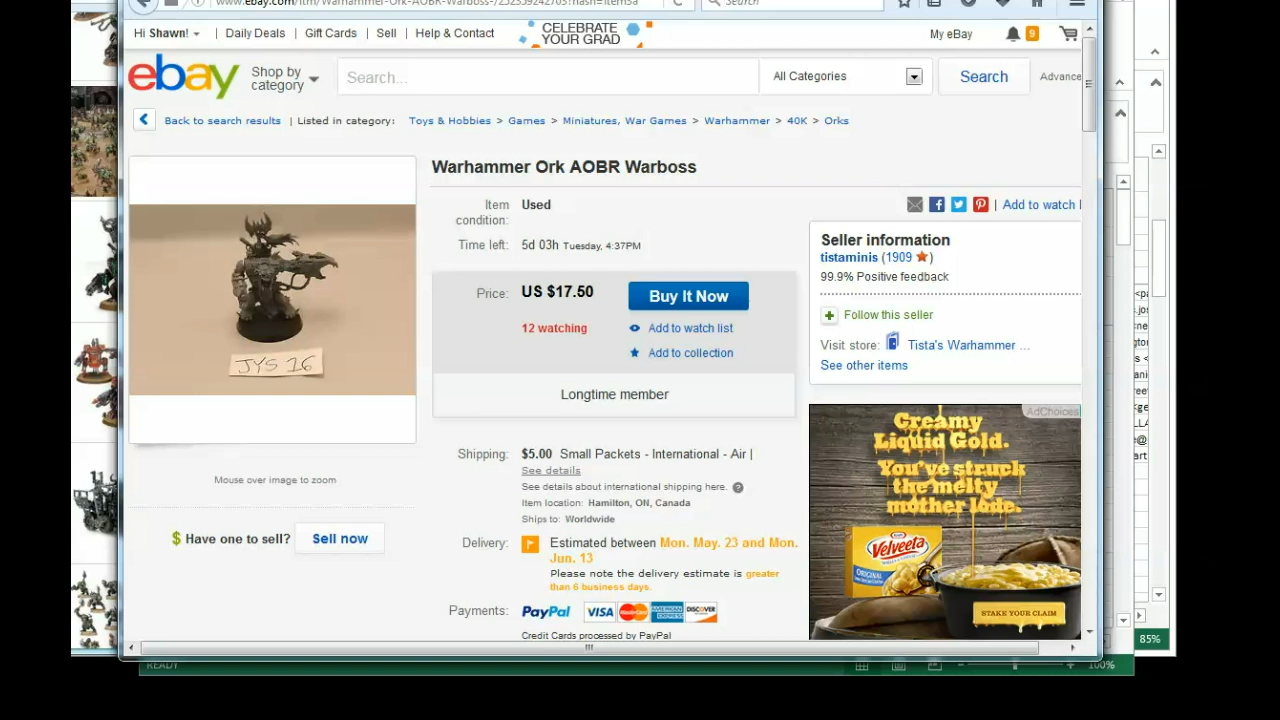 Hi Shawn! Daily Deals Gift Cards Sell Help & Contact
CELEBRATE
YOUR GRAD
My eBay
9
ebay
Shop by
category
Search...
All Categories
Search
Advance
Back to search results | Listed in category: Toys & Hobbies > Games > Miniatures, War Games > Warhammer > 40K > Orks
Warhammer Ork AOBR Warboss
Item
condition:
Used
Time left: 5d 03h Tuesday, 4:37PM
| Add to watch l
Price: US $17.50
Buy It Now
12 watching
Add to watch list
Add to collection
Longtime member
JYS 16
Mouse over image to zoom
$ Have one to sell? Sell now
Seller information
tistaminis (1909 )
99.9% Positive feedback
+ Follow this seller
Visit store: Tista's Warhammer ...
See other items
Shipping: $5.00 Small Packets - International - Air |
See details
See details about international shipping here. ?
Item location: Hamilton, ON, Canada
Ships to: Worldwide
Delivery: Estimated between Mon. May. 23 and Mon.
Jun. 13
Please note the delivery estimate is greater
than 6 business days.
Payments: PayPal VISA MasterCard AMERICAN EXPRESS DISCOVER
Credit Cards processed by PayPal
AdChoices
Creamy
Liquid Gold.
You've struck
the melty
mother lode.
Velveeta
ORIGINAL
STAKE YOUR CLAIM
READY
85%
100%